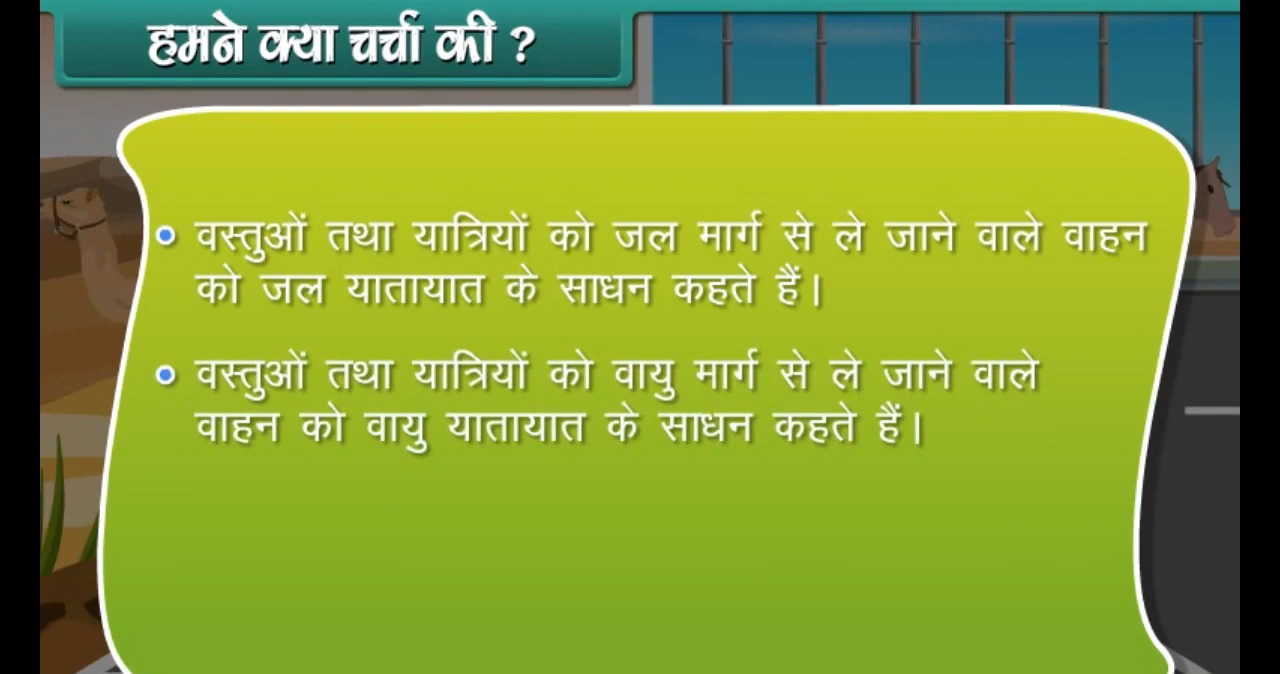 हमने क्या चर्चा की ?
वस्तुओं तथा यात्रियों को जल मार्ग से ले जाने वाले वाहन
को जल यातायात के साधन कहते हैं।
वस्तुओं तथा यात्रियों को वायु मार्ग से ले जाने वाले
वाहन को वायु यातायात के साधन कहते हैं।